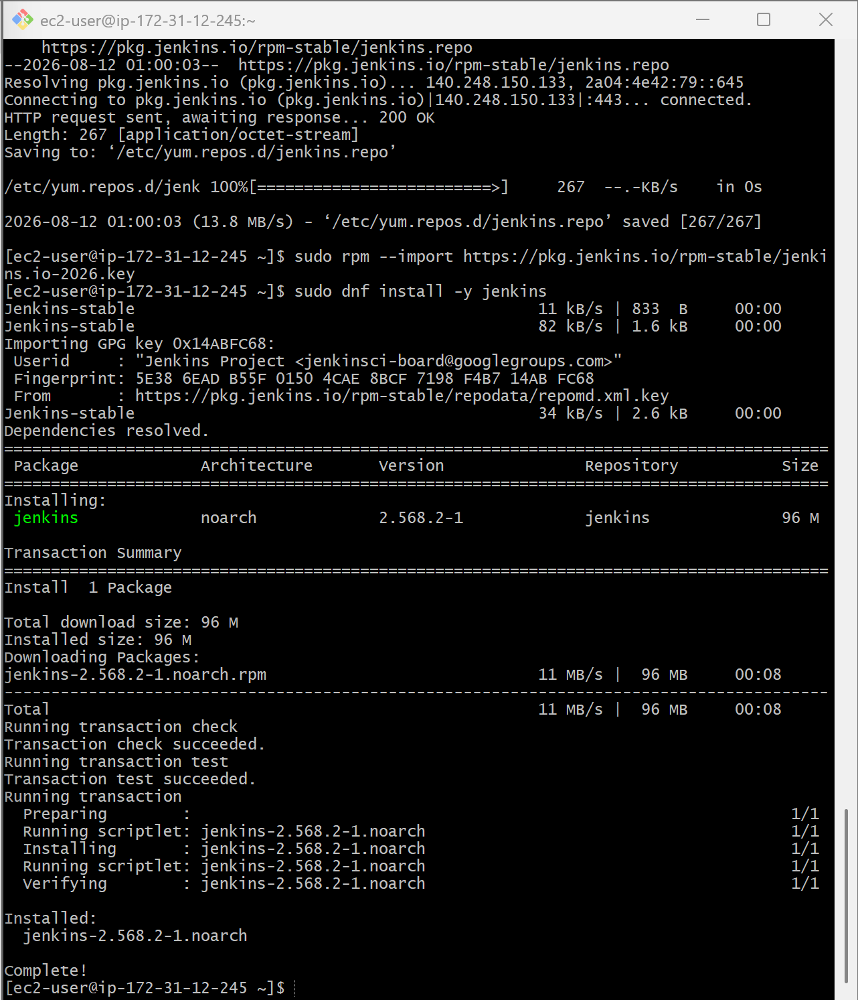 ec2-user@ip-172-31-12-245:~
    https://pkg.jenkins.io/rpm-stable/jenkins.repo
--2026-08-12 01:00:03--  https://pkg.jenkins.io/rpm-stable/jenkins.repo
Resolving pkg.jenkins.io (pkg.jenkins.io)... 140.248.150.133, 2a04:4e42:79::645
Connecting to pkg.jenkins.io (pkg.jenkins.io)|140.248.150.133|:443... connected.
HTTP request sent, awaiting response... 200 OK
Length: 267 [application/octet-stream]
Saving to: ‘/etc/yum.repos.d/jenkins.repo’

/etc/yum.repos.d/jenk 100%[=========================>]     267  --.-KB/s    in 0s

2026-08-12 01:00:03 (13.8 MB/s) - ‘/etc/yum.repos.d/jenkins.repo’ saved [267/267]

[ec2-user@ip-172-31-12-245 ~]$ sudo rpm --import https://pkg.jenkins.io/rpm-stable/jenki
ns.io-2026.key
[ec2-user@ip-172-31-12-245 ~]$ sudo dnf install -y jenkins
Jenkins-stable                                           11 kB/s | 833  B     00:00
Jenkins-stable                                           82 kB/s | 1.6 kB     00:00
Importing GPG key 0x14ABFC68:
 Userid     : "Jenkins Project <jenkinsci-board@googlegroups.com>"
 Fingerprint: 5E38 6EAD B55F 0150 4CAE 8BCF 7198 F4B7 14AB FC68
 From       : https://pkg.jenkins.io/rpm-stable/repodata/repomd.xml.key
Jenkins-stable                                           34 kB/s | 2.6 kB     00:00
Dependencies resolved.
========================================================================================
 Package             Architecture       Version               Repository           Size
========================================================================================
Installing:
 jenkins             noarch             2.568.2-1             jenkins              96 M

Transaction Summary
========================================================================================
Install  1 Package

Total download size: 96 M
Installed size: 96 M
Downloading Packages:
jenkins-2.568.2-1.noarch.rpm                             11 MB/s |  96 MB     00:08
----------------------------------------------------------------------------------------
Total                                                    11 MB/s |  96 MB     00:08
Running transaction check
Transaction check succeeded.
Running transaction test
Transaction test succeeded.
Running transaction
  Preparing        :                                                                1/1
  Running scriptlet: jenkins-2.568.2-1.noarch                                       1/1
  Installing       : jenkins-2.568.2-1.noarch                                       1/1
  Running scriptlet: jenkins-2.568.2-1.noarch                                       1/1
  Verifying        : jenkins-2.568.2-1.noarch                                       1/1

Installed:
  jenkins-2.568.2-1.noarch

Complete!
[ec2-user@ip-172-31-12-245 ~]$